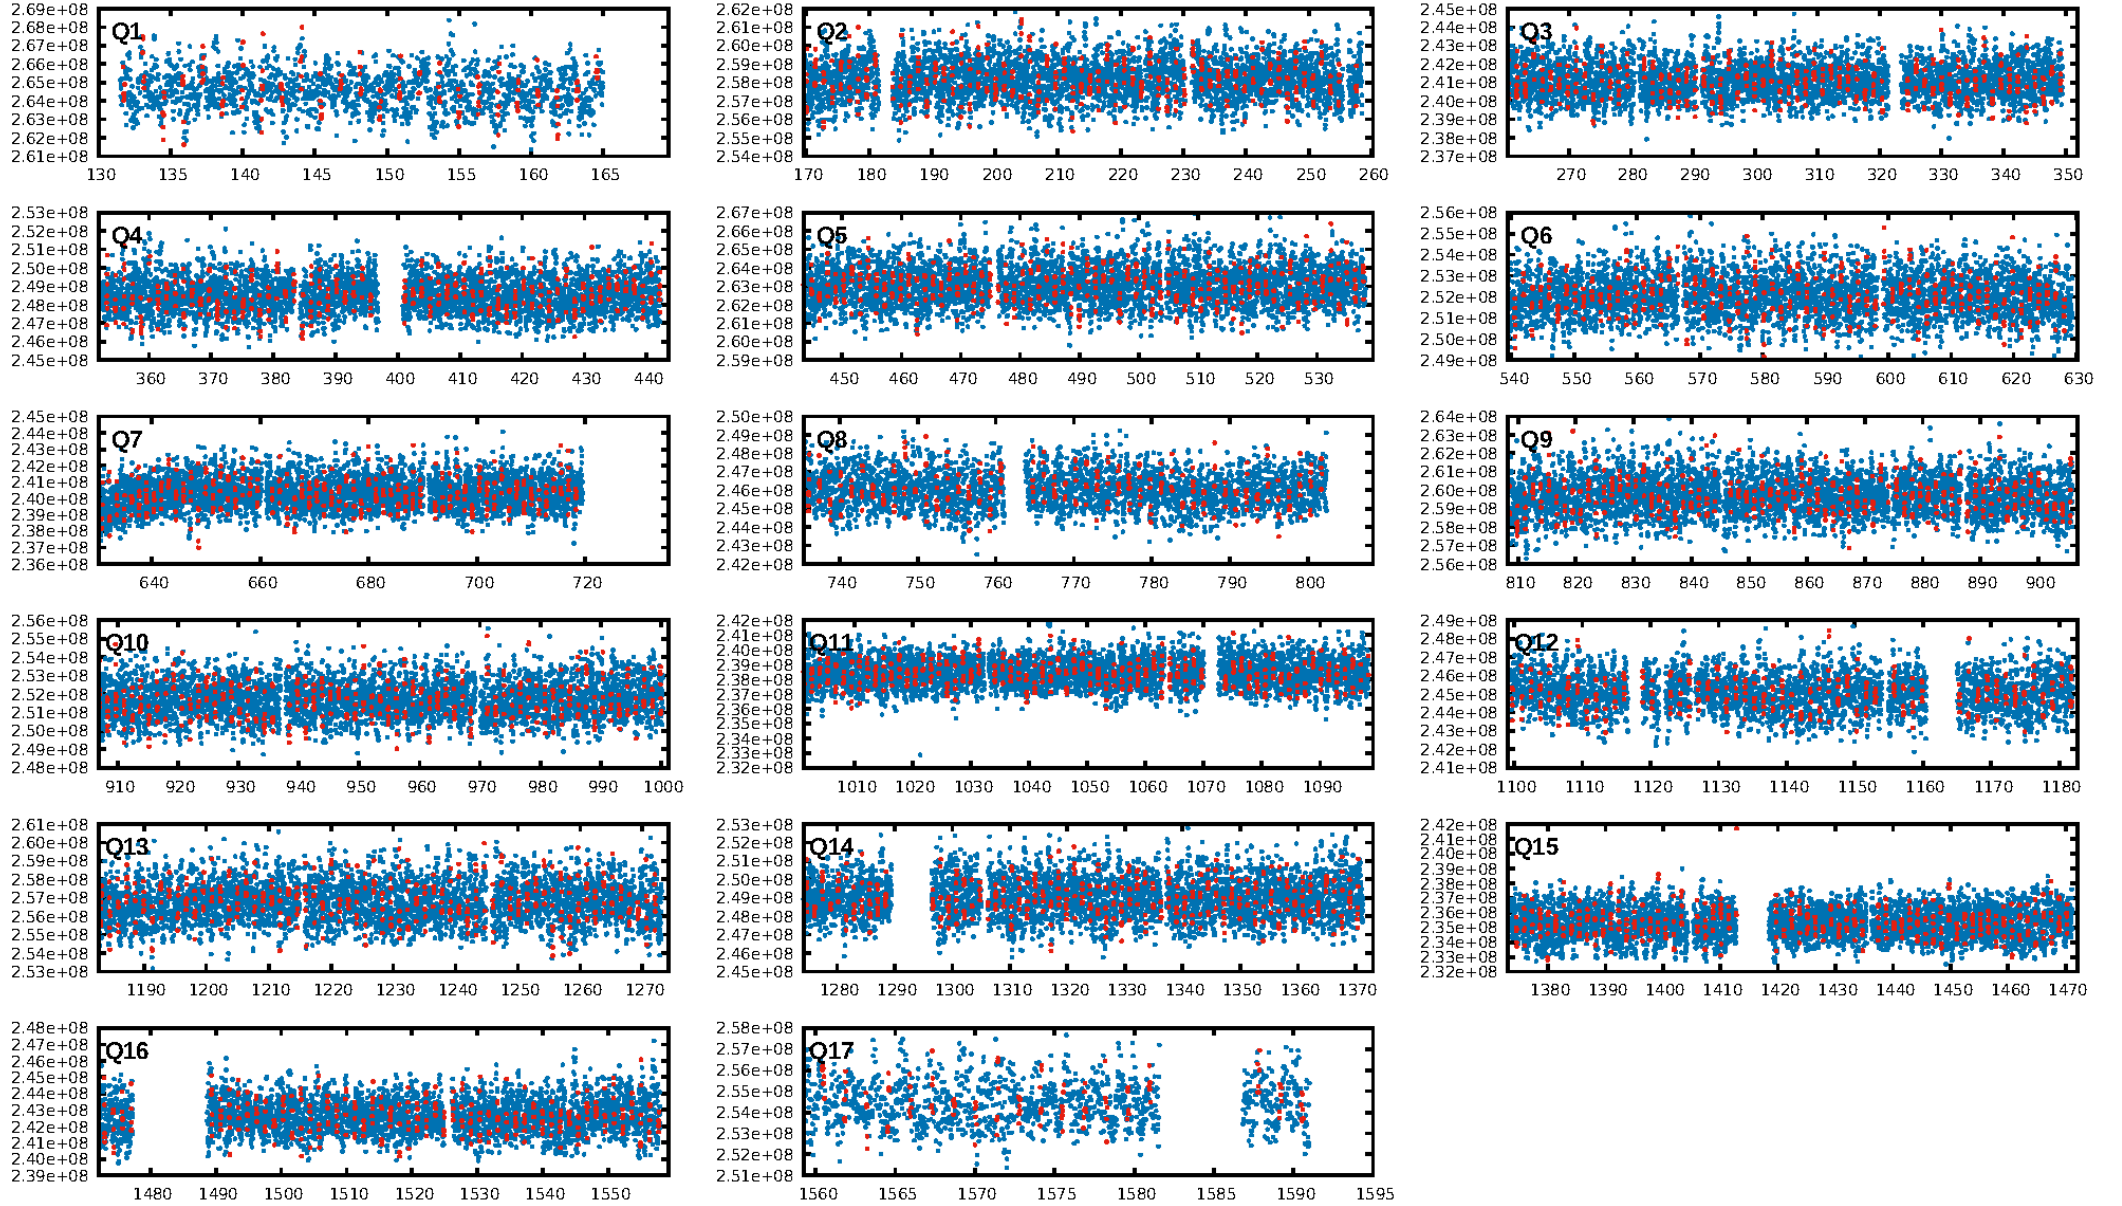 2.69e+08
2.68e+08
2.67e+08
2.66e+08
2.65e+08
2.64e+08
2.63e+08
2.62e+08
2.61e+08
Q1
130 135 140 145 150 155 160 165
2.62e+08
2.61e+08
2.60e+08
2.59e+08
2.58e+08
2.57e+08
2.56e+08
2.55e+08
2.54e+08
Q2
170 180 190 200 210 220 230 240 250 260
2.45e+08
2.44e+08
2.43e+08
2.42e+08
2.41e+08
2.40e+08
2.39e+08
2.38e+08
2.37e+08
Q3
270 280 290 300 310 320 330 340 350
2.53e+08
2.52e+08
2.51e+08
2.50e+08
2.49e+08
2.48e+08
2.47e+08
2.46e+08
2.45e+08
Q4
360 370 380 390 400 410 420 430 440
2.67e+08
2.66e+08
2.65e+08
2.64e+08
2.63e+08
2.62e+08
2.61e+08
2.60e+08
2.59e+08
Q5
450 460 470 480 490 500 510 520 530
2.56e+08
2.55e+08
2.54e+08
2.53e+08
2.52e+08
2.51e+08
2.50e+08
2.49e+08
Q6
540 550 560 570 580 590 600 610 620 630
2.45e+08
2.44e+08
2.43e+08
2.42e+08
2.41e+08
2.40e+08
2.39e+08
2.38e+08
2.37e+08
2.36e+08
Q7
640 660 680 700 720
2.50e+08
2.49e+08
2.48e+08
2.47e+08
2.46e+08
2.45e+08
2.44e+08
2.43e+08
2.42e+08
Q8
740 750 760 770 780 790 800
2.64e+08
2.63e+08
2.62e+08
2.61e+08
2.60e+08
2.59e+08
2.58e+08
2.57e+08
2.56e+08
Q9
810 820 830 840 850 860 870 880 890 900
2.56e+08
2.55e+08
2.54e+08
2.53e+08
2.52e+08
2.51e+08
2.50e+08
2.49e+08
2.48e+08
Q10
910 920 930 940 950 960 970 980 990 1000
2.42e+08
2.41e+08
2.40e+08
2.39e+08
2.38e+08
2.37e+08
2.36e+08
2.35e+08
2.34e+08
2.33e+08
2.32e+08
Q11
1010 1020 1030 1040 1050 1060 1070 1080 1090
2.49e+08
2.48e+08
2.47e+08
2.46e+08
2.45e+08
2.44e+08
2.43e+08
2.42e+08
2.41e+08
Q12
1100 1110 1120 1130 1140 1150 1160 1170 1180
2.61e+08
2.60e+08
2.59e+08
2.58e+08
2.57e+08
2.56e+08
2.55e+08
2.54e+08
2.53e+08
Q13
1190 1200 1210 1220 1230 1240 1250 1260 1270
2.53e+08
2.52e+08
2.51e+08
2.50e+08
2.49e+08
2.48e+08
2.47e+08
2.46e+08
2.45e+08
Q14
1280 1290 1300 1310 1320 1330 1340 1350 1360 1370
2.42e+08
2.41e+08
2.40e+08
2.39e+08
2.38e+08
2.37e+08
2.36e+08
2.35e+08
2.34e+08
2.33e+08
2.32e+08
Q15
1380 1390 1400 1410 1420 1430 1440 1450 1460 1470
2.48e+08
2.47e+08
2.46e+08
2.45e+08
2.44e+08
2.43e+08
2.42e+08
2.41e+08
2.40e+08
2.39e+08
Q16
1480 1490 1500 1510 1520 1530 1540 1550
2.58e+08
2.57e+08
2.56e+08
2.55e+08
2.54e+08
2.53e+08
2.52e+08
2.51e+08
Q17
1560 1565 1570 1575 1580 1585 1590 1595